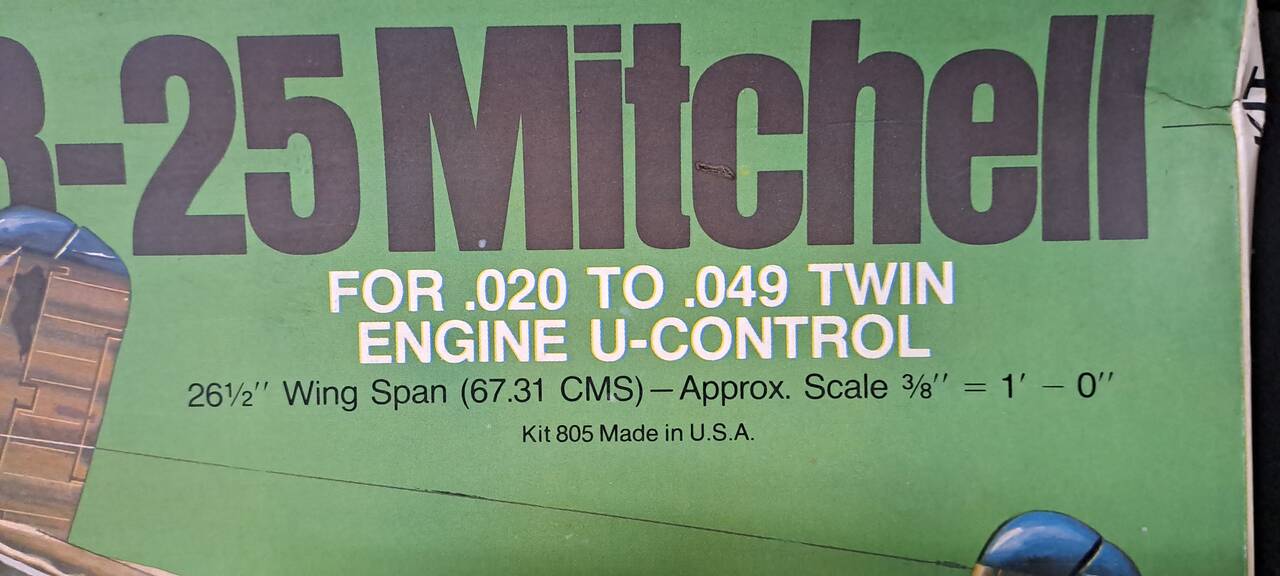 B-25 Mitchell
FOR .020 TO .049 TWIN
ENGINE U-CONTROL
26½″ Wing Span (67.31 CMS)—Approx. Scale ⅜″ = 1′ – 0″
Kit 805 Made in U.S.A.
KIT